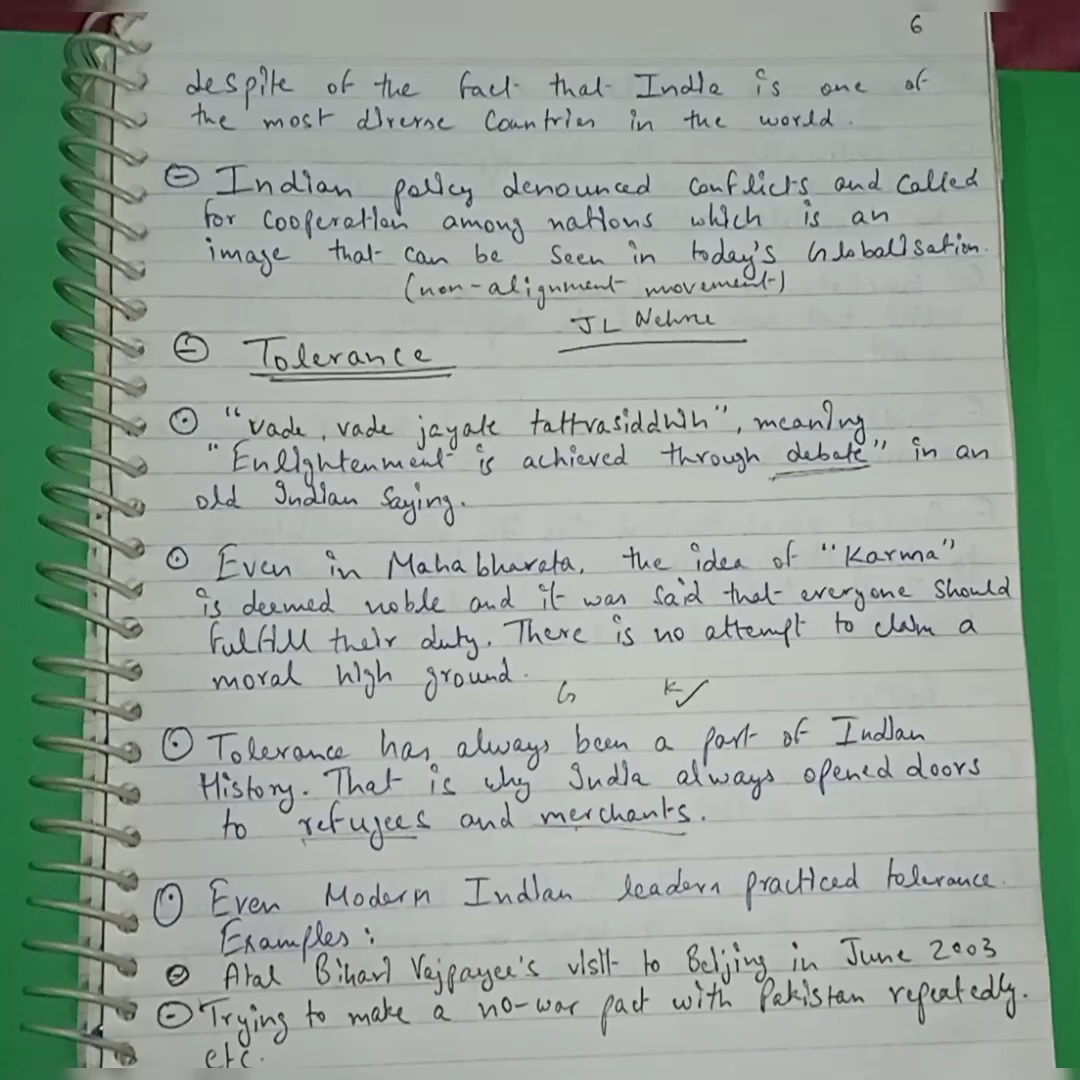 6
despite of the fact that India is one of
the most diverse Countries in the world.
Indian policy denounced conflicts and called
for cooperation among nations which is an
image that can be seen in today's Globalisation.
(non-alignment movement)
JL Nehru
Tolerance
"vade, vade jayate tattvasiddhih", meaning
"Enlightenment is achieved through debate" in an
old Indian Saying.
Even in Mahabharata, the idea of "Karma"
is deemed noble and it was said that everyone should
fulfill their duty. There is no attempt to claim a
moral high ground.
G K
Tolerance has always been a part of Indian
History. That is why India always opened doors
to refugees and merchants.
Even Modern Indian leaders practiced tolerance.
Examples:
Atal Bihari Vajpayee's visit to Beijing in June 2003
Trying to make a no-war pact with Pakistan repeatedly.
etc.